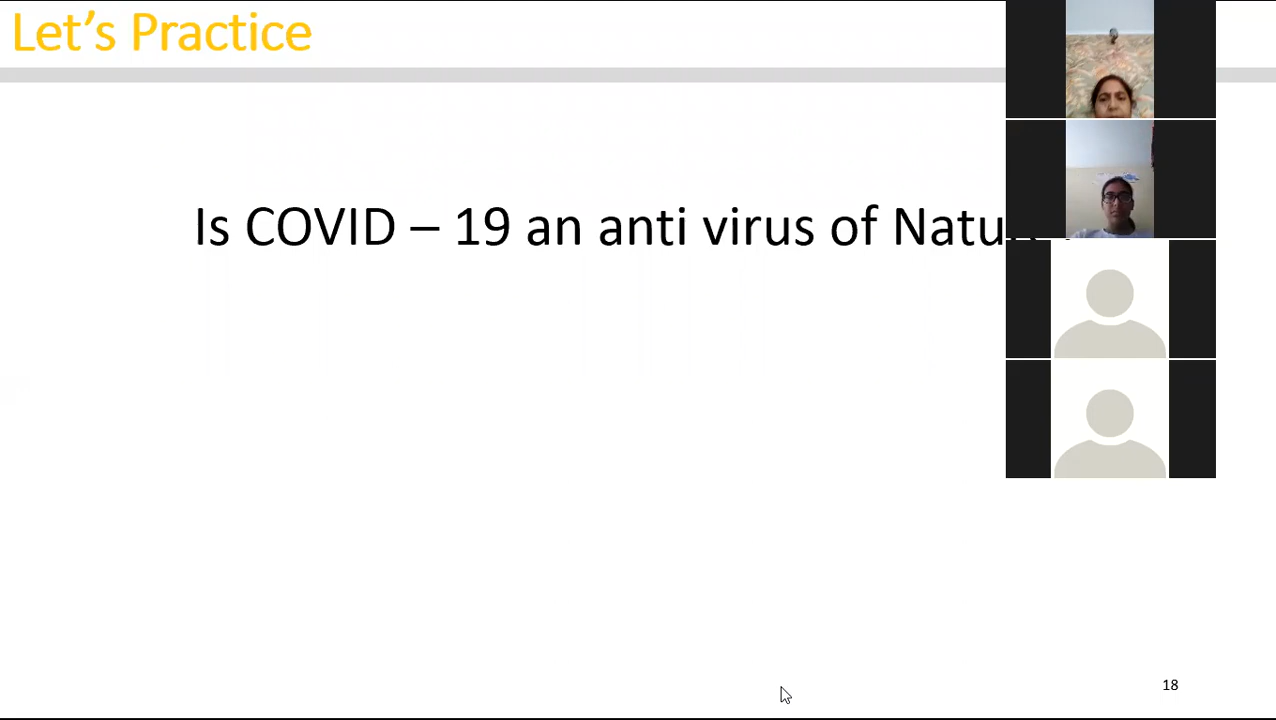 Let's Practice
Is COVID – 19 an anti virus of
18